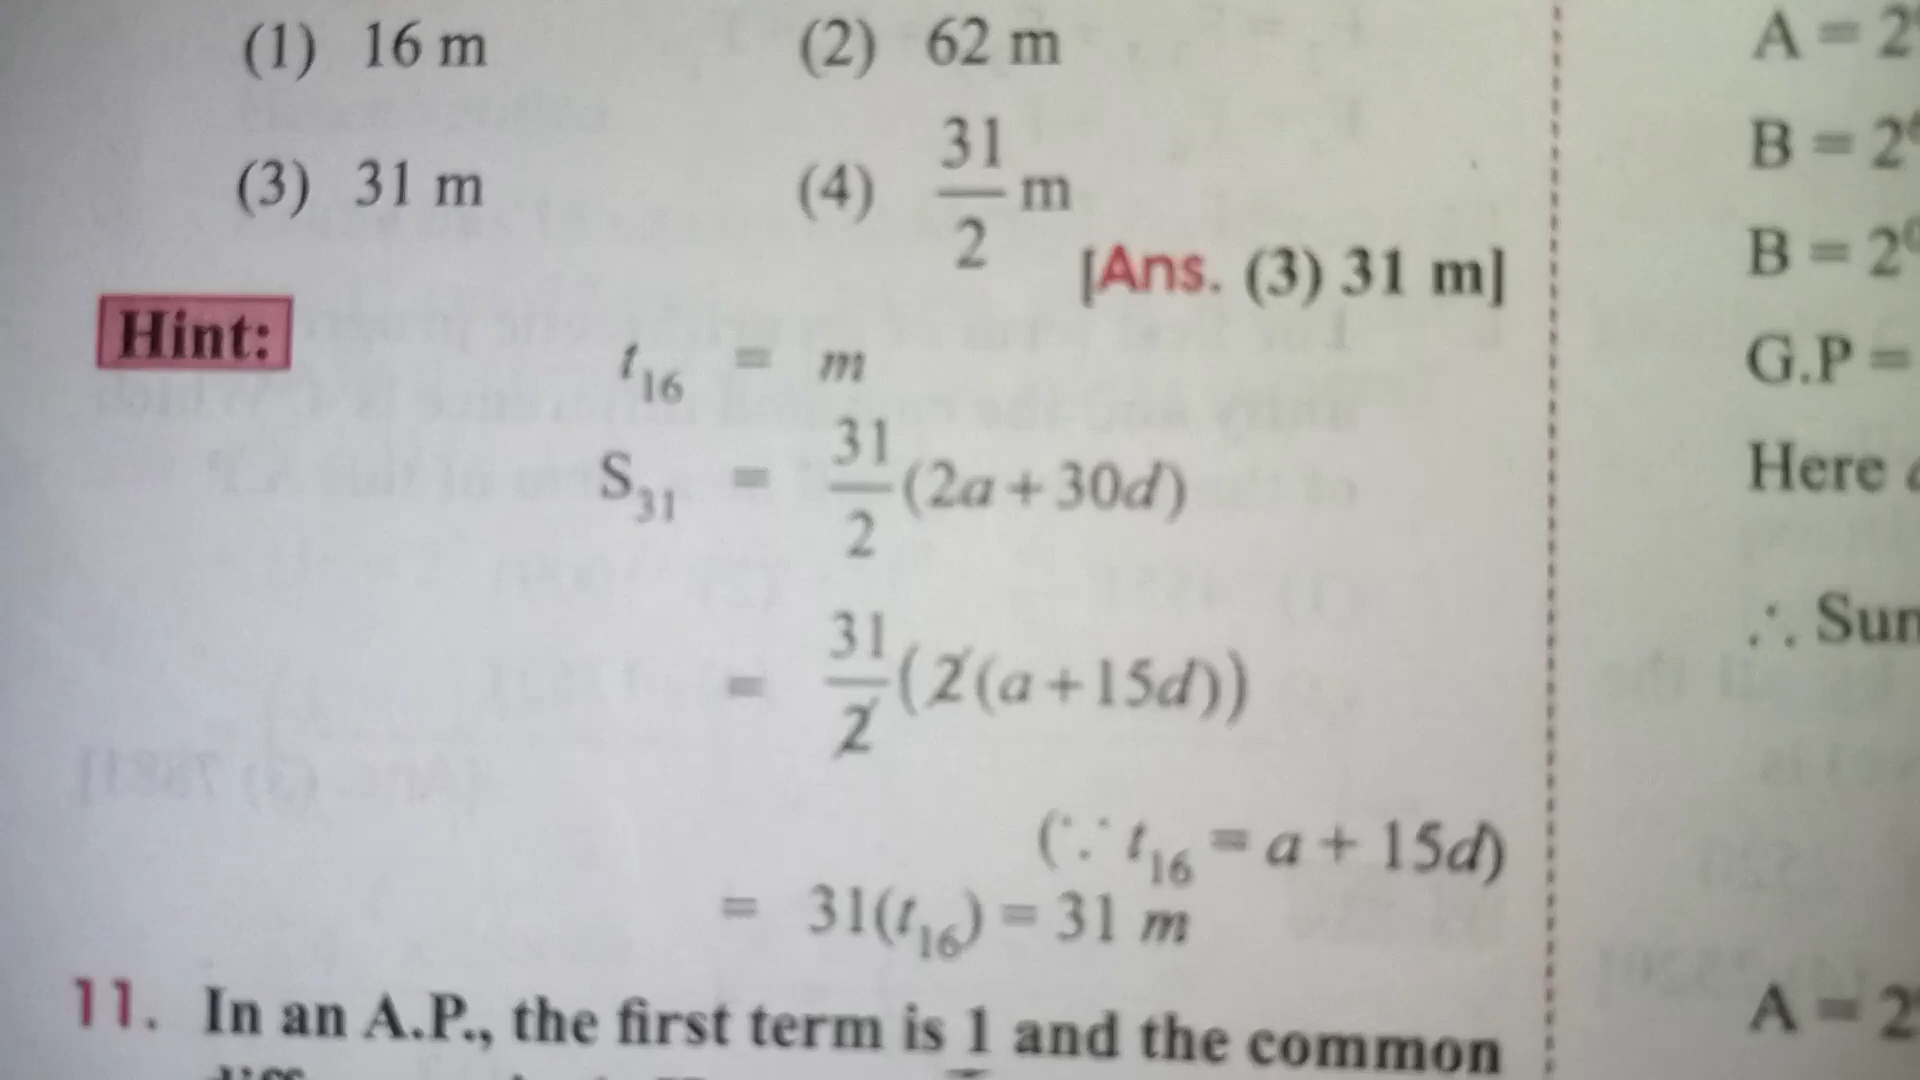 (1) 16 m (2) 62 m
(3) 31 m (4) 31/2 m
[Ans. (3) 31 m]
Hint:
t₁₆ = m
S₃₁ = 31/2 (2a + 30d)
= 31/2 (2(a + 15d))
(∵ t₁₆ = a + 15d)
= 31(t₁₆) = 31 m
11. In an A.P., the first term is 1 and the common
A = 2
B = 2
B = 2
G.P =
Here
∴ Sum
A = 2